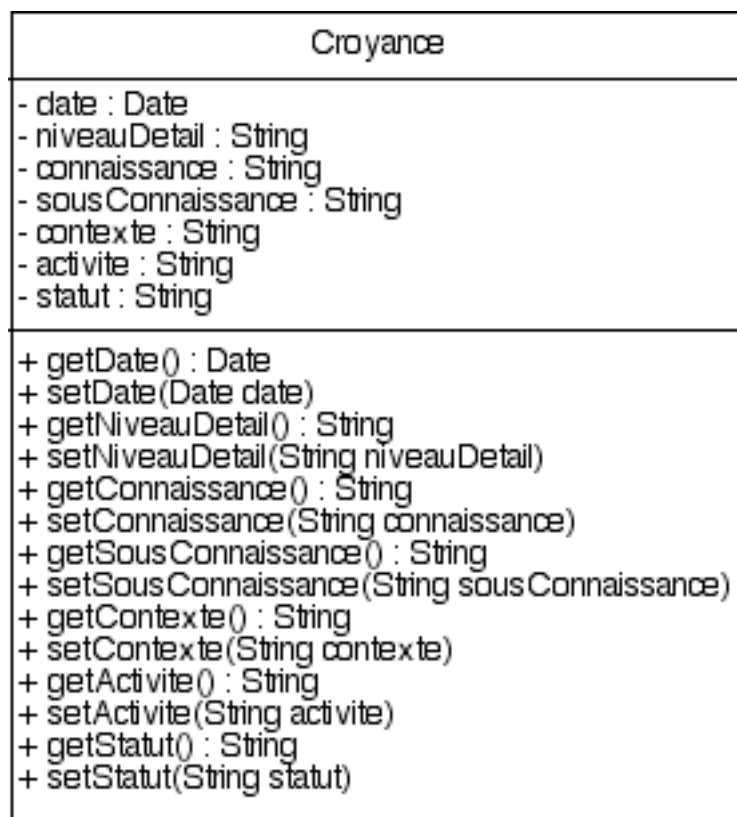 Croyance
- date : Date
- niveauDetail : String
- connaissance : String
- sousConnaissance : String
- contexte : String
- activite : String
- statut : String
+ getDate() : Date
+ setDate(Date date)
+ getNiveauDetail() : String
+ setNiveauDetail(String niveauDetail)
+ getConnaissance() : String
+ setConnaissance(String connaissance)
+ getSousConnaissance() : String
+ setSousConnaissance(String sousConnaissance)
+ getContexte() : String
+ setContexte(String contexte)
+ getActivite() : String
+ setActivite(String activite)
+ getStatut() : String
+ setStatut(String statut)